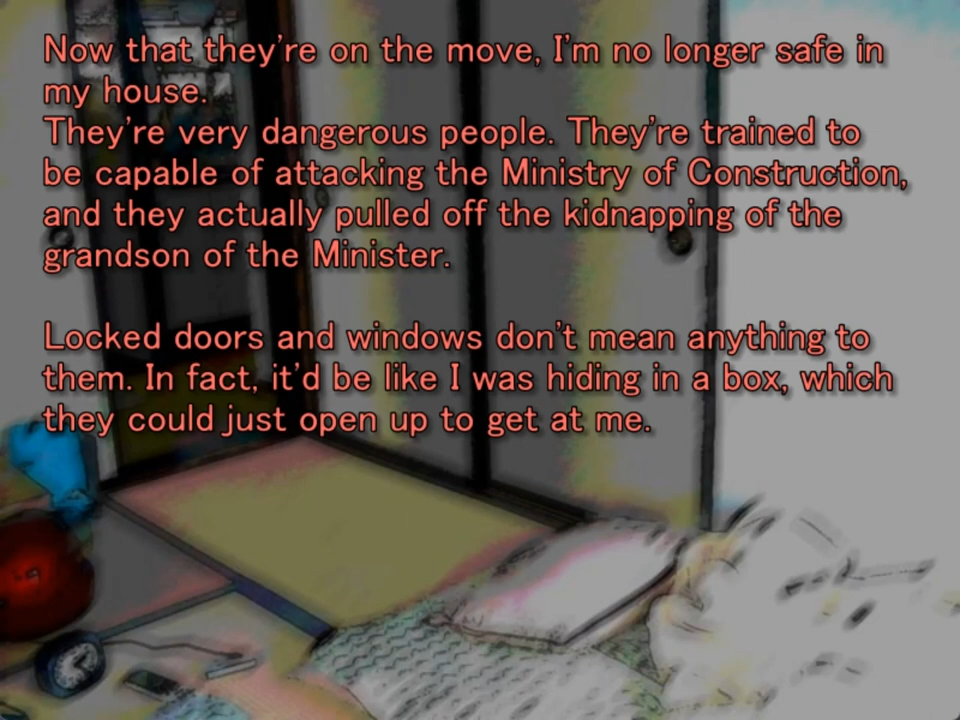 Now that they're on the move, I'm no longer safe in
my house.
They're very dangerous people. They're trained to
be capable of attacking the Ministry of Construction,
and they actually pulled off the kidnapping of the
grandson of the Minister.
Locked doors and windows don't mean anything to
them. In fact, it'd be like I was hiding in a box, which
they could just open up to get at me.